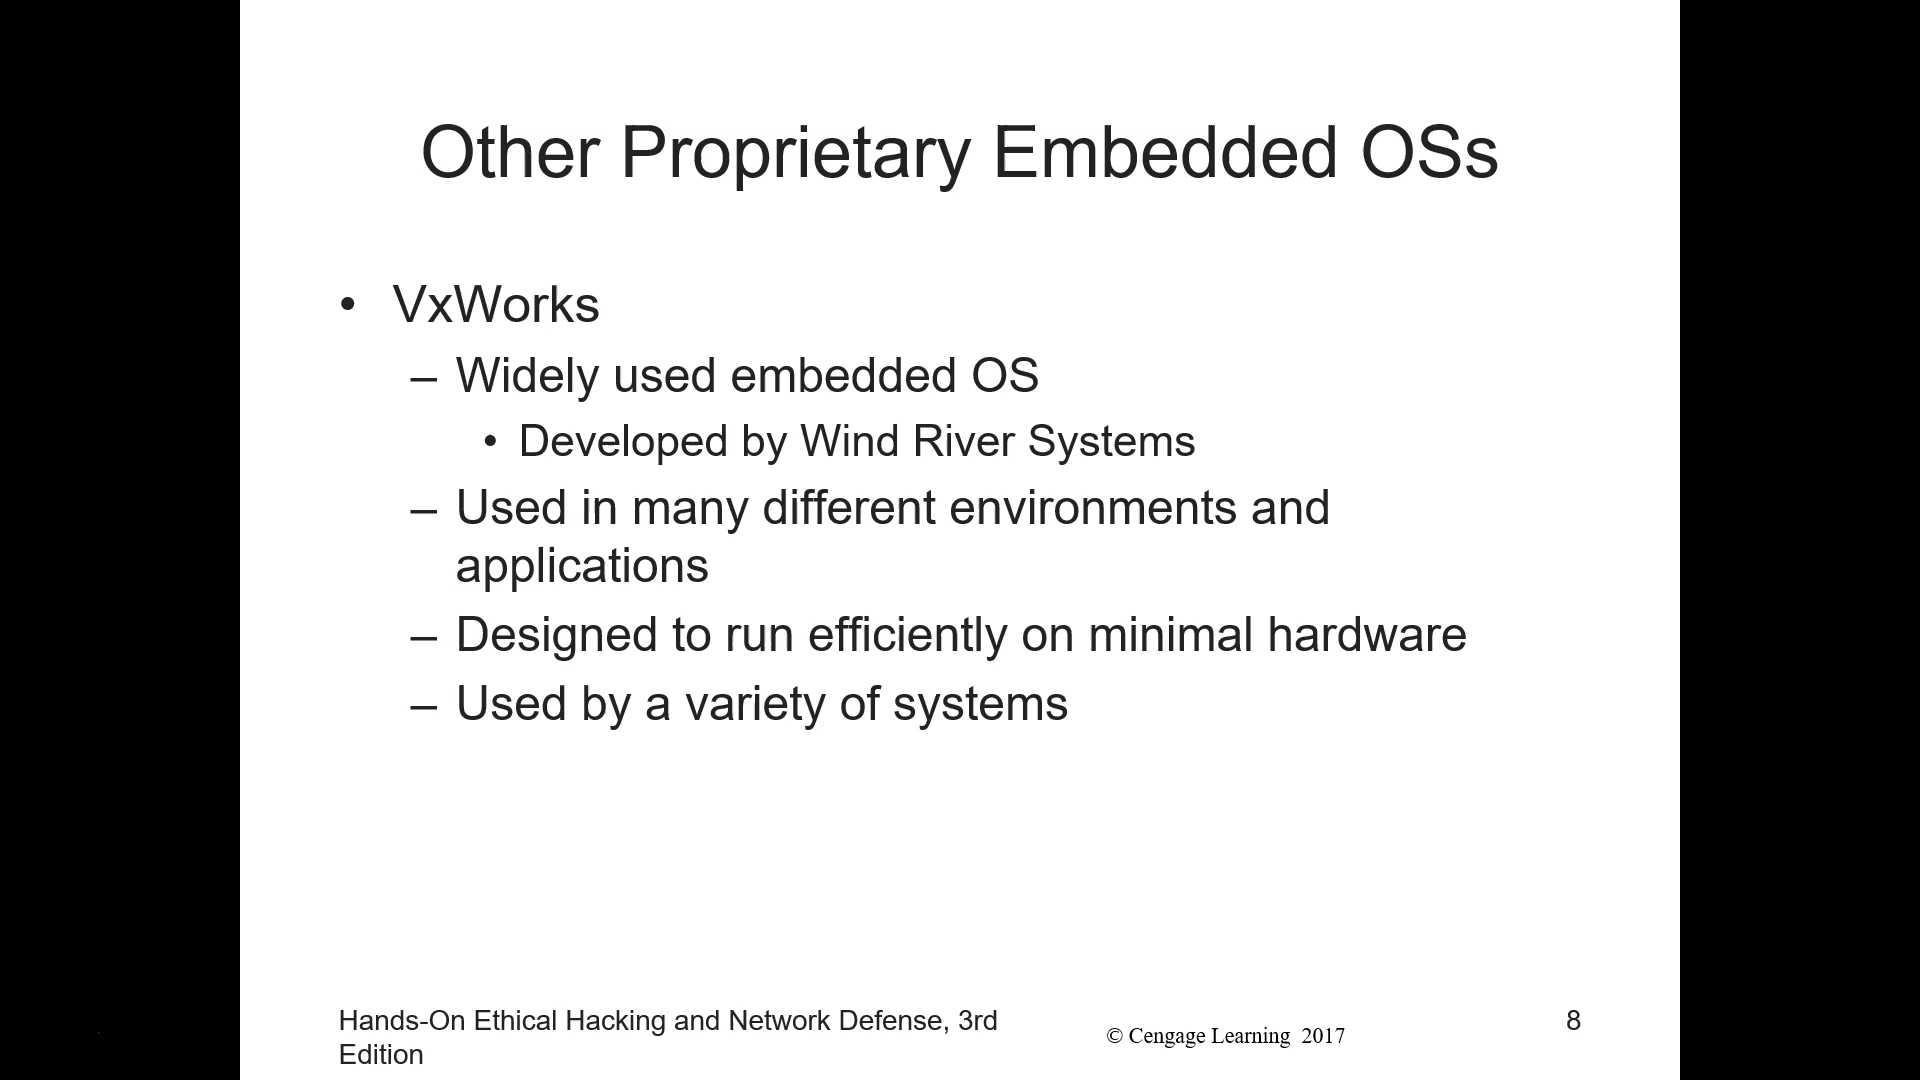 Other Proprietary Embedded OSs
• VxWorks
– Widely used embedded OS
• Developed by Wind River Systems
– Used in many different environments and
applications
– Designed to run efficiently on minimal hardware
– Used by a variety of systems
Hands-On Ethical Hacking and Network Defense, 3rd
Edition
© Cengage Learning 2017
8